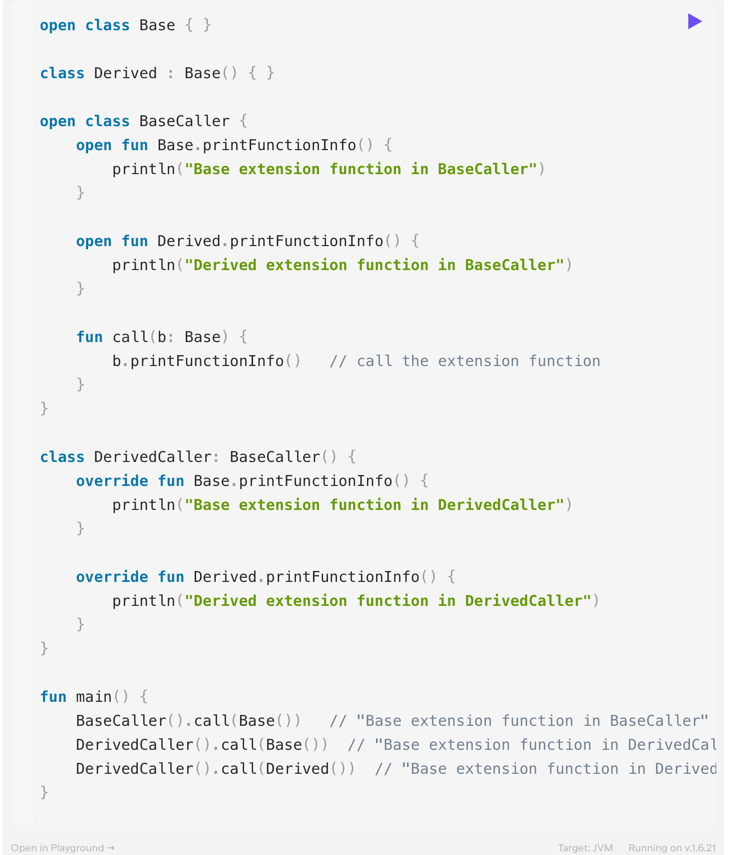 open class Base { }
class Derived : Base() { }
open class BaseCaller {
    open fun Base.printFunctionInfo() {
        println("Base extension function in BaseCaller")
    }
    open fun Derived.printFunctionInfo() {
        println("Derived extension function in BaseCaller")
    }
    fun call(b: Base) {
        b.printFunctionInfo()   // call the extension function
    }
}
class DerivedCaller: BaseCaller() {
    override fun Base.printFunctionInfo() {
        println("Base extension function in DerivedCaller")
    }
    override fun Derived.printFunctionInfo() {
        println("Derived extension function in DerivedCaller")
    }
}
fun main() {
    BaseCaller().call(Base())   // "Base extension function in BaseCaller"
    DerivedCaller().call(Base())  // "Base extension function in DerivedCal
    DerivedCaller().call(Derived())  // "Base extension function in Derived
}
Open in Playground →
Target: JVM
Running on v.1.6.21